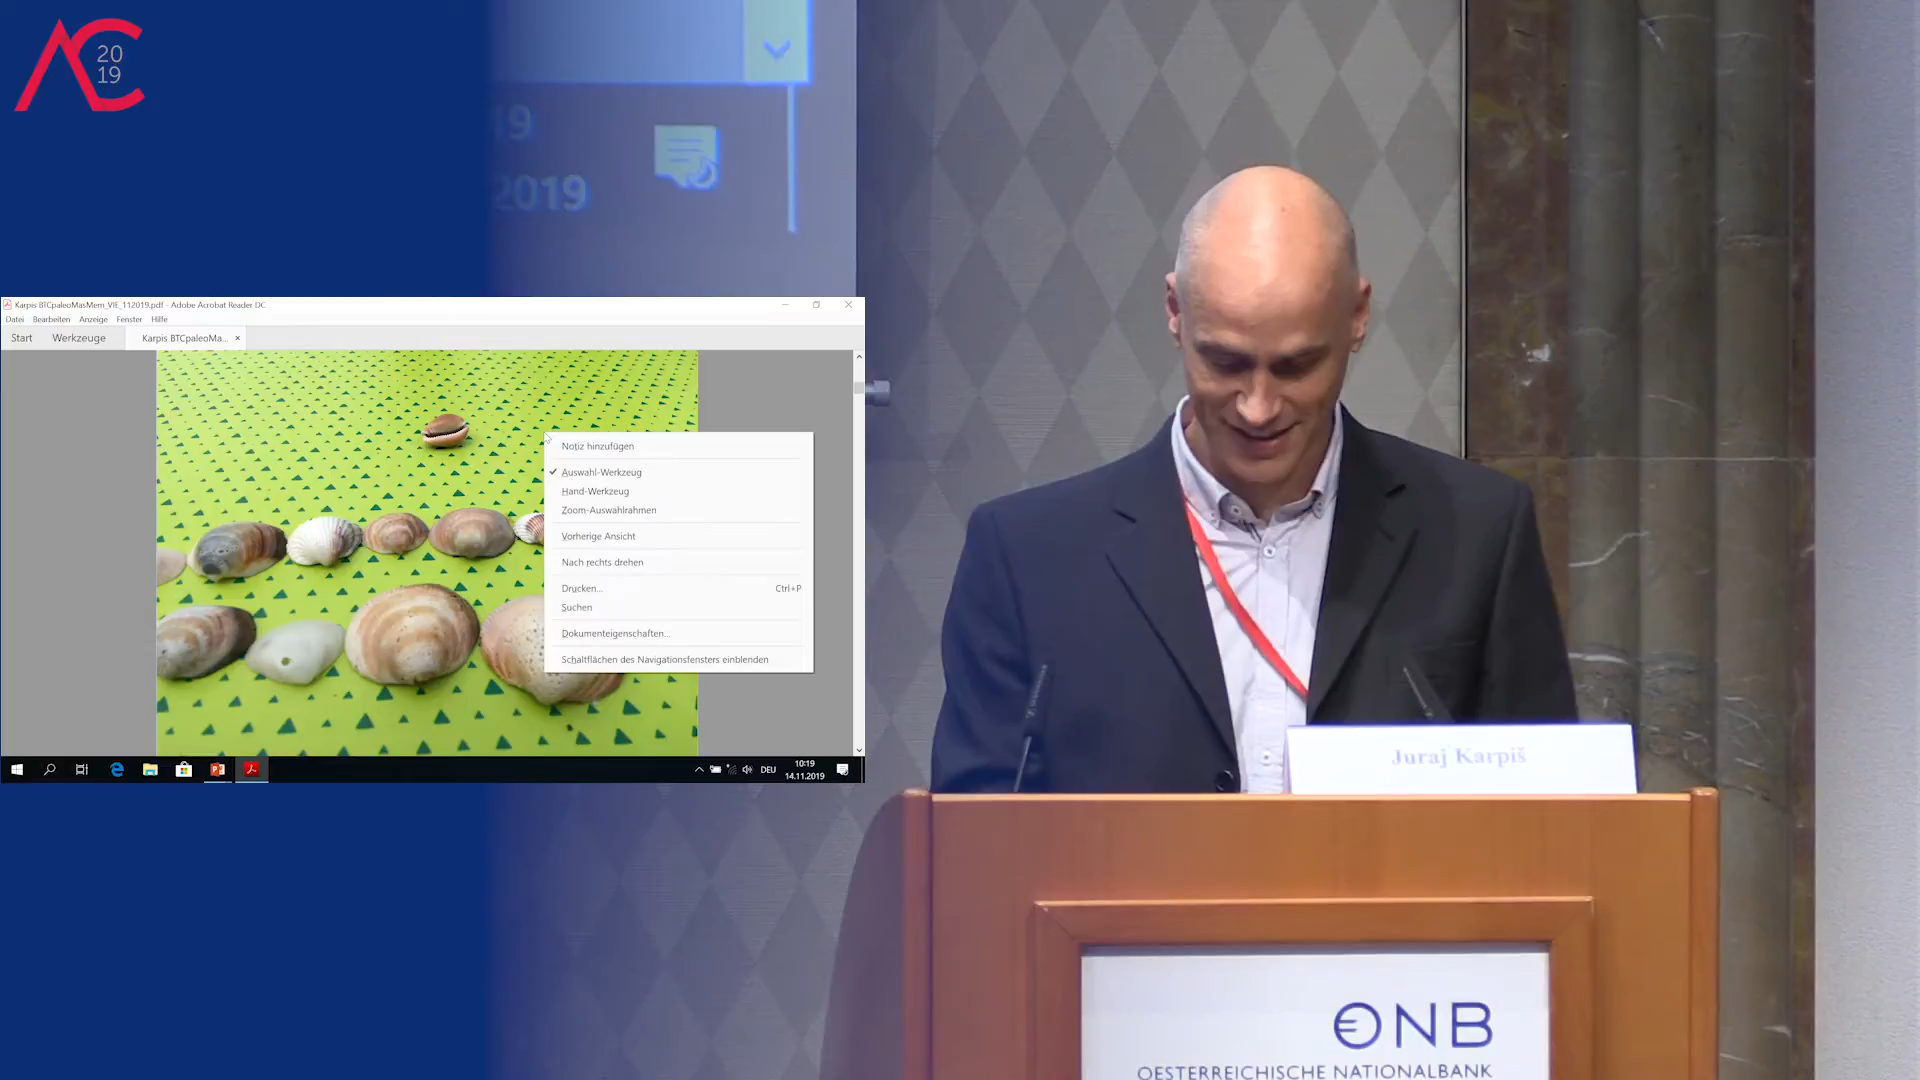 20
19
19
2019
Karpis BTCpaleoMasMem_VIE_112019.pdf - Adobe Acrobat Reader DC
Datei Bearbeiten Anzeige Fenster Hilfe
Start Werkzeuge Karpis BTCpaleoMa... ×
Notiz hinzufügen
Auswahl-Werkzeug
Hand-Werkzeug
Zoom-Auswahlrahmen
Vorherige Ansicht
Nach rechts drehen
Drucken... Ctrl+P
Suchen
Dokumenteigenschaften...
Schaltflächen des Navigationsfensters einblenden
DEU 10:19
14.11.2019
Juraj Karpiš
ONB
OESTERREICHISCHE NATIONALBANK